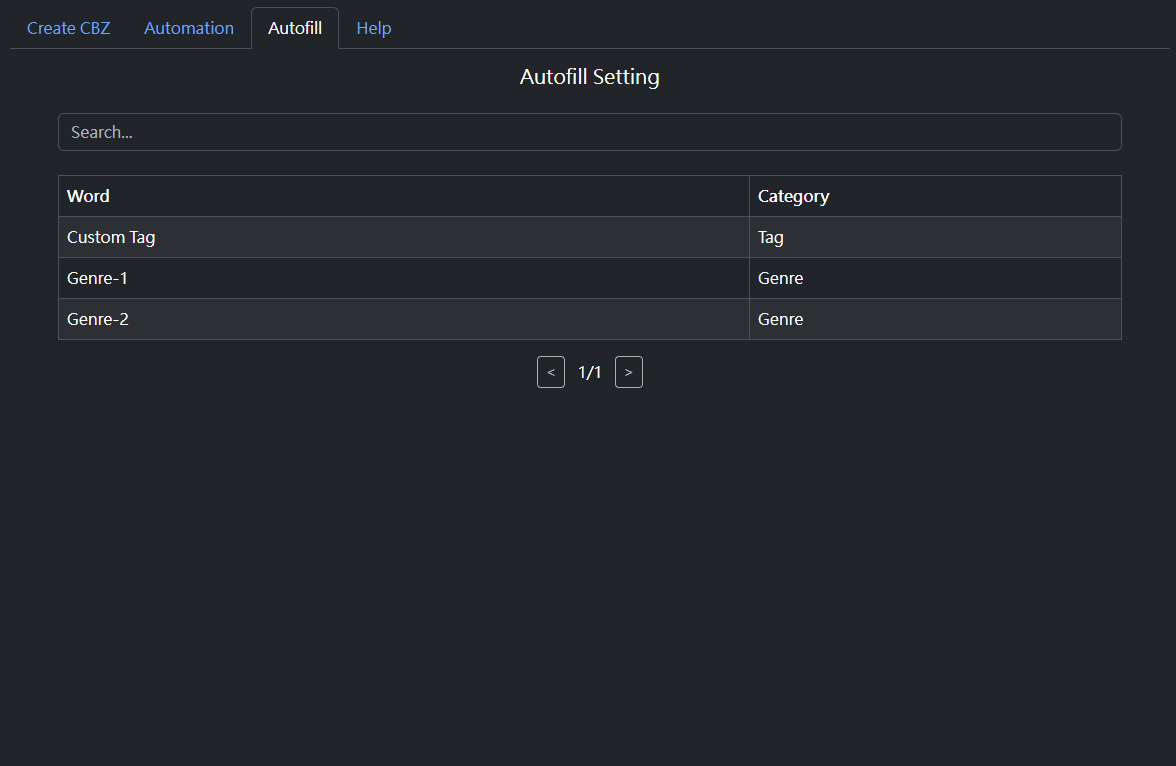 Create CBZ Automation Autofill Help
Autofill Setting
Search...
Word Category
Custom Tag Tag
Genre-1 Genre
Genre-2 Genre
< 1/1 >